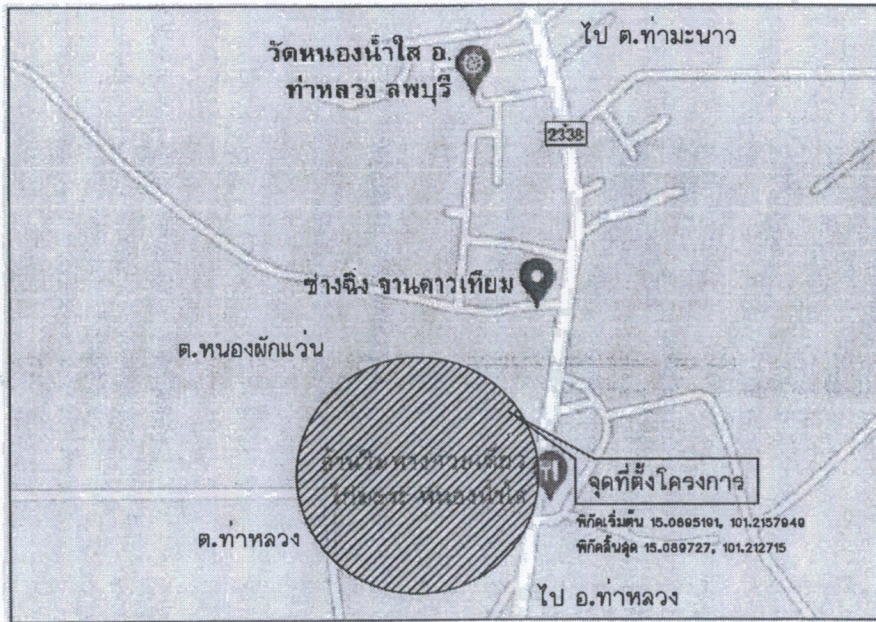 ไป ต.ท่ามะนาว
วัดหนองน้ำใส อ.
ท่าหลวง ลพบุรี
2338
ช่างฉิ่ง จานดาวเทียม
ต.หนองผักแว่น
จุดที่ตั้งโครงการ
พิกัดเริ่มต้น 15.0895191, 101.2157949
พิกัดสิ้นสุด 15.089727, 101.212715
ต.ท่าหลวง
ไป อ.ท่าหลวง